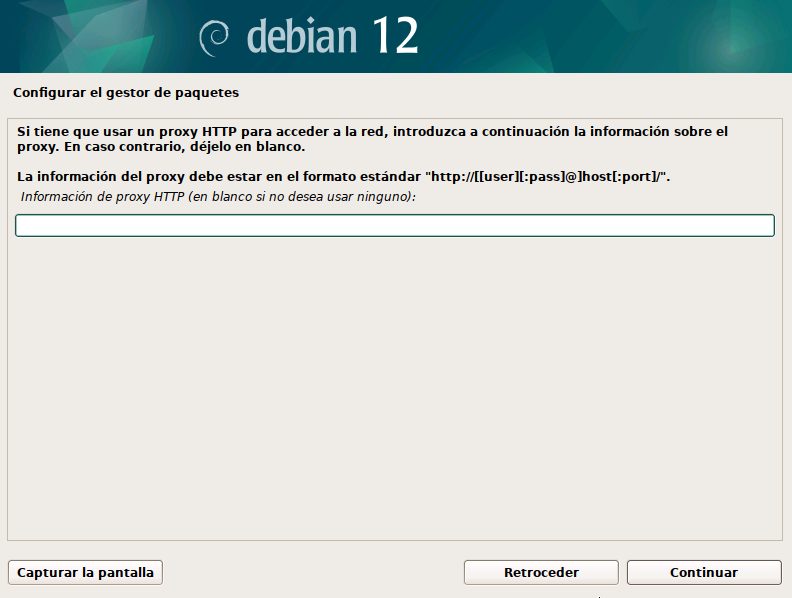 debian 12
Configurar el gestor de paquetes
Si tiene que usar un proxy HTTP para acceder a la red, introduzca a continuación la información sobre el
proxy. En caso contrario, déjelo en blanco.
La información del proxy debe estar en el formato estándar "http://[[user][:pass]@]host[:port]/".
Información de proxy HTTP (en blanco si no desea usar ninguno):
Capturar la pantalla
Retroceder
Continuar